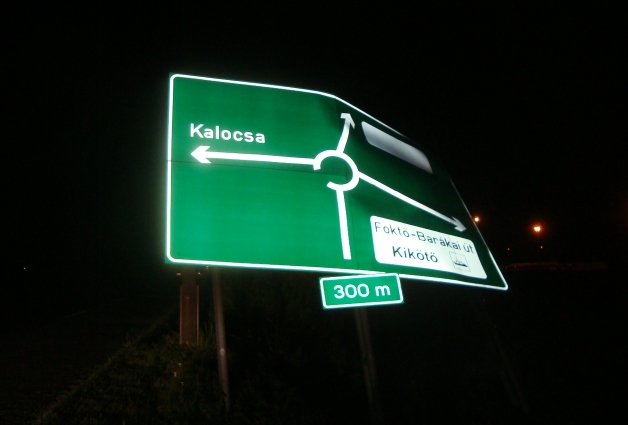 Kalocsa
Foktő-Barákai út
Kikötő
300 m